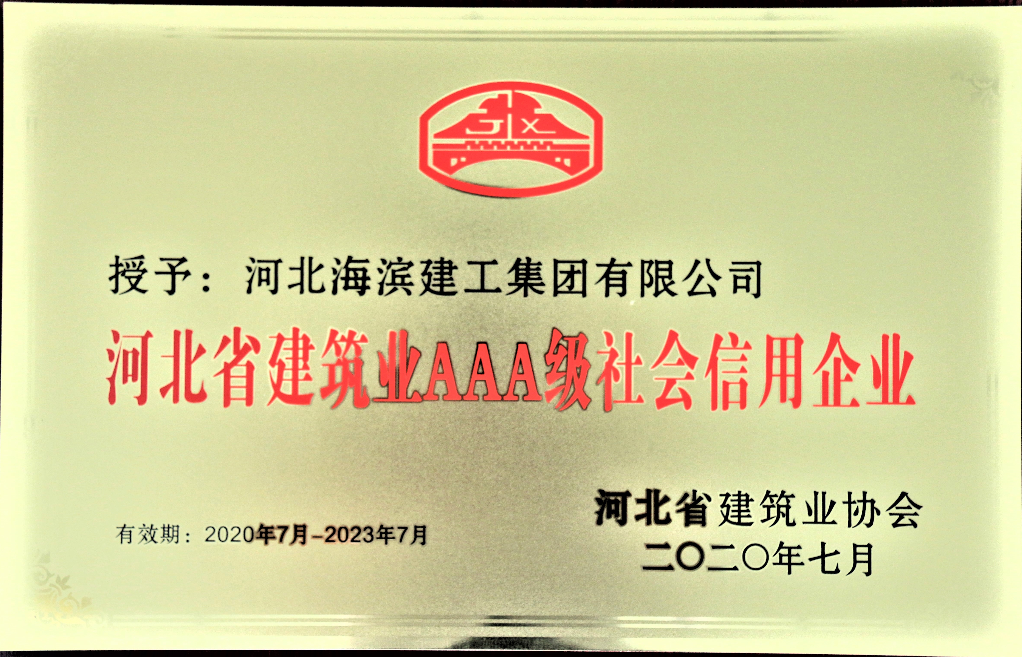 JX
授予：河北海滨建工集团有限公司
河北省建筑业AAA级社会信用企业
有效期：2020年7月-2023年7月
河北省建筑业协会
二〇二〇年七月